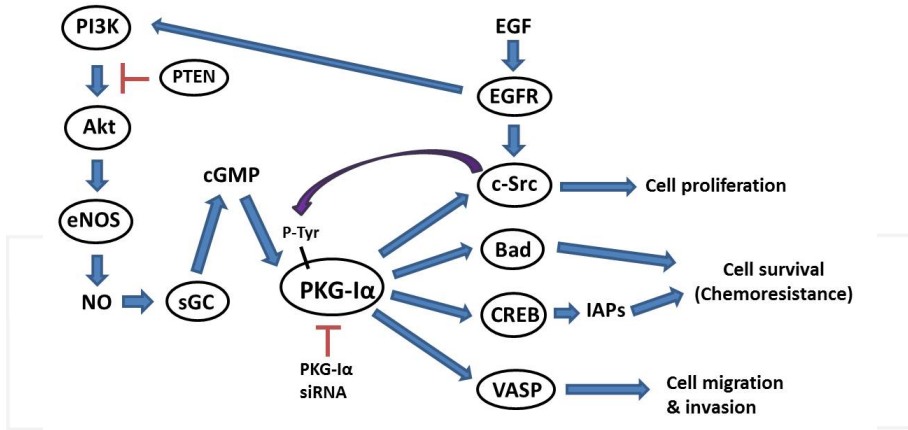 PI3K
PTEN
Akt
eNOS
NO
sGC
cGMP
P-Tyr
PKG-Iα
PKG-Iα
siRNA
EGF
EGFR
c-Src
Cell proliferation
Bad
CREB
IAPs
Cell survival
(Chemoresistance)
VASP
Cell migration
& invasion